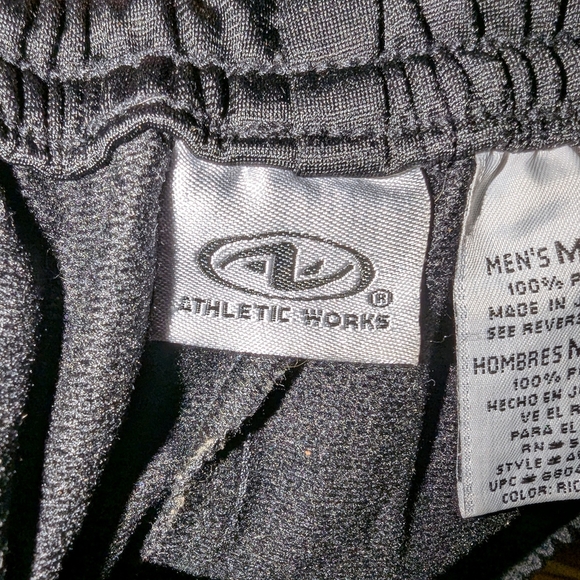 ATHLETIC WORKS®
MEN'S M
100%
MADE IN
SEE REVERS
HOMBRES M
100%
HECHO EN
VE EL
PARA EL
RN#
STYLE #
UPC #
COLOR: